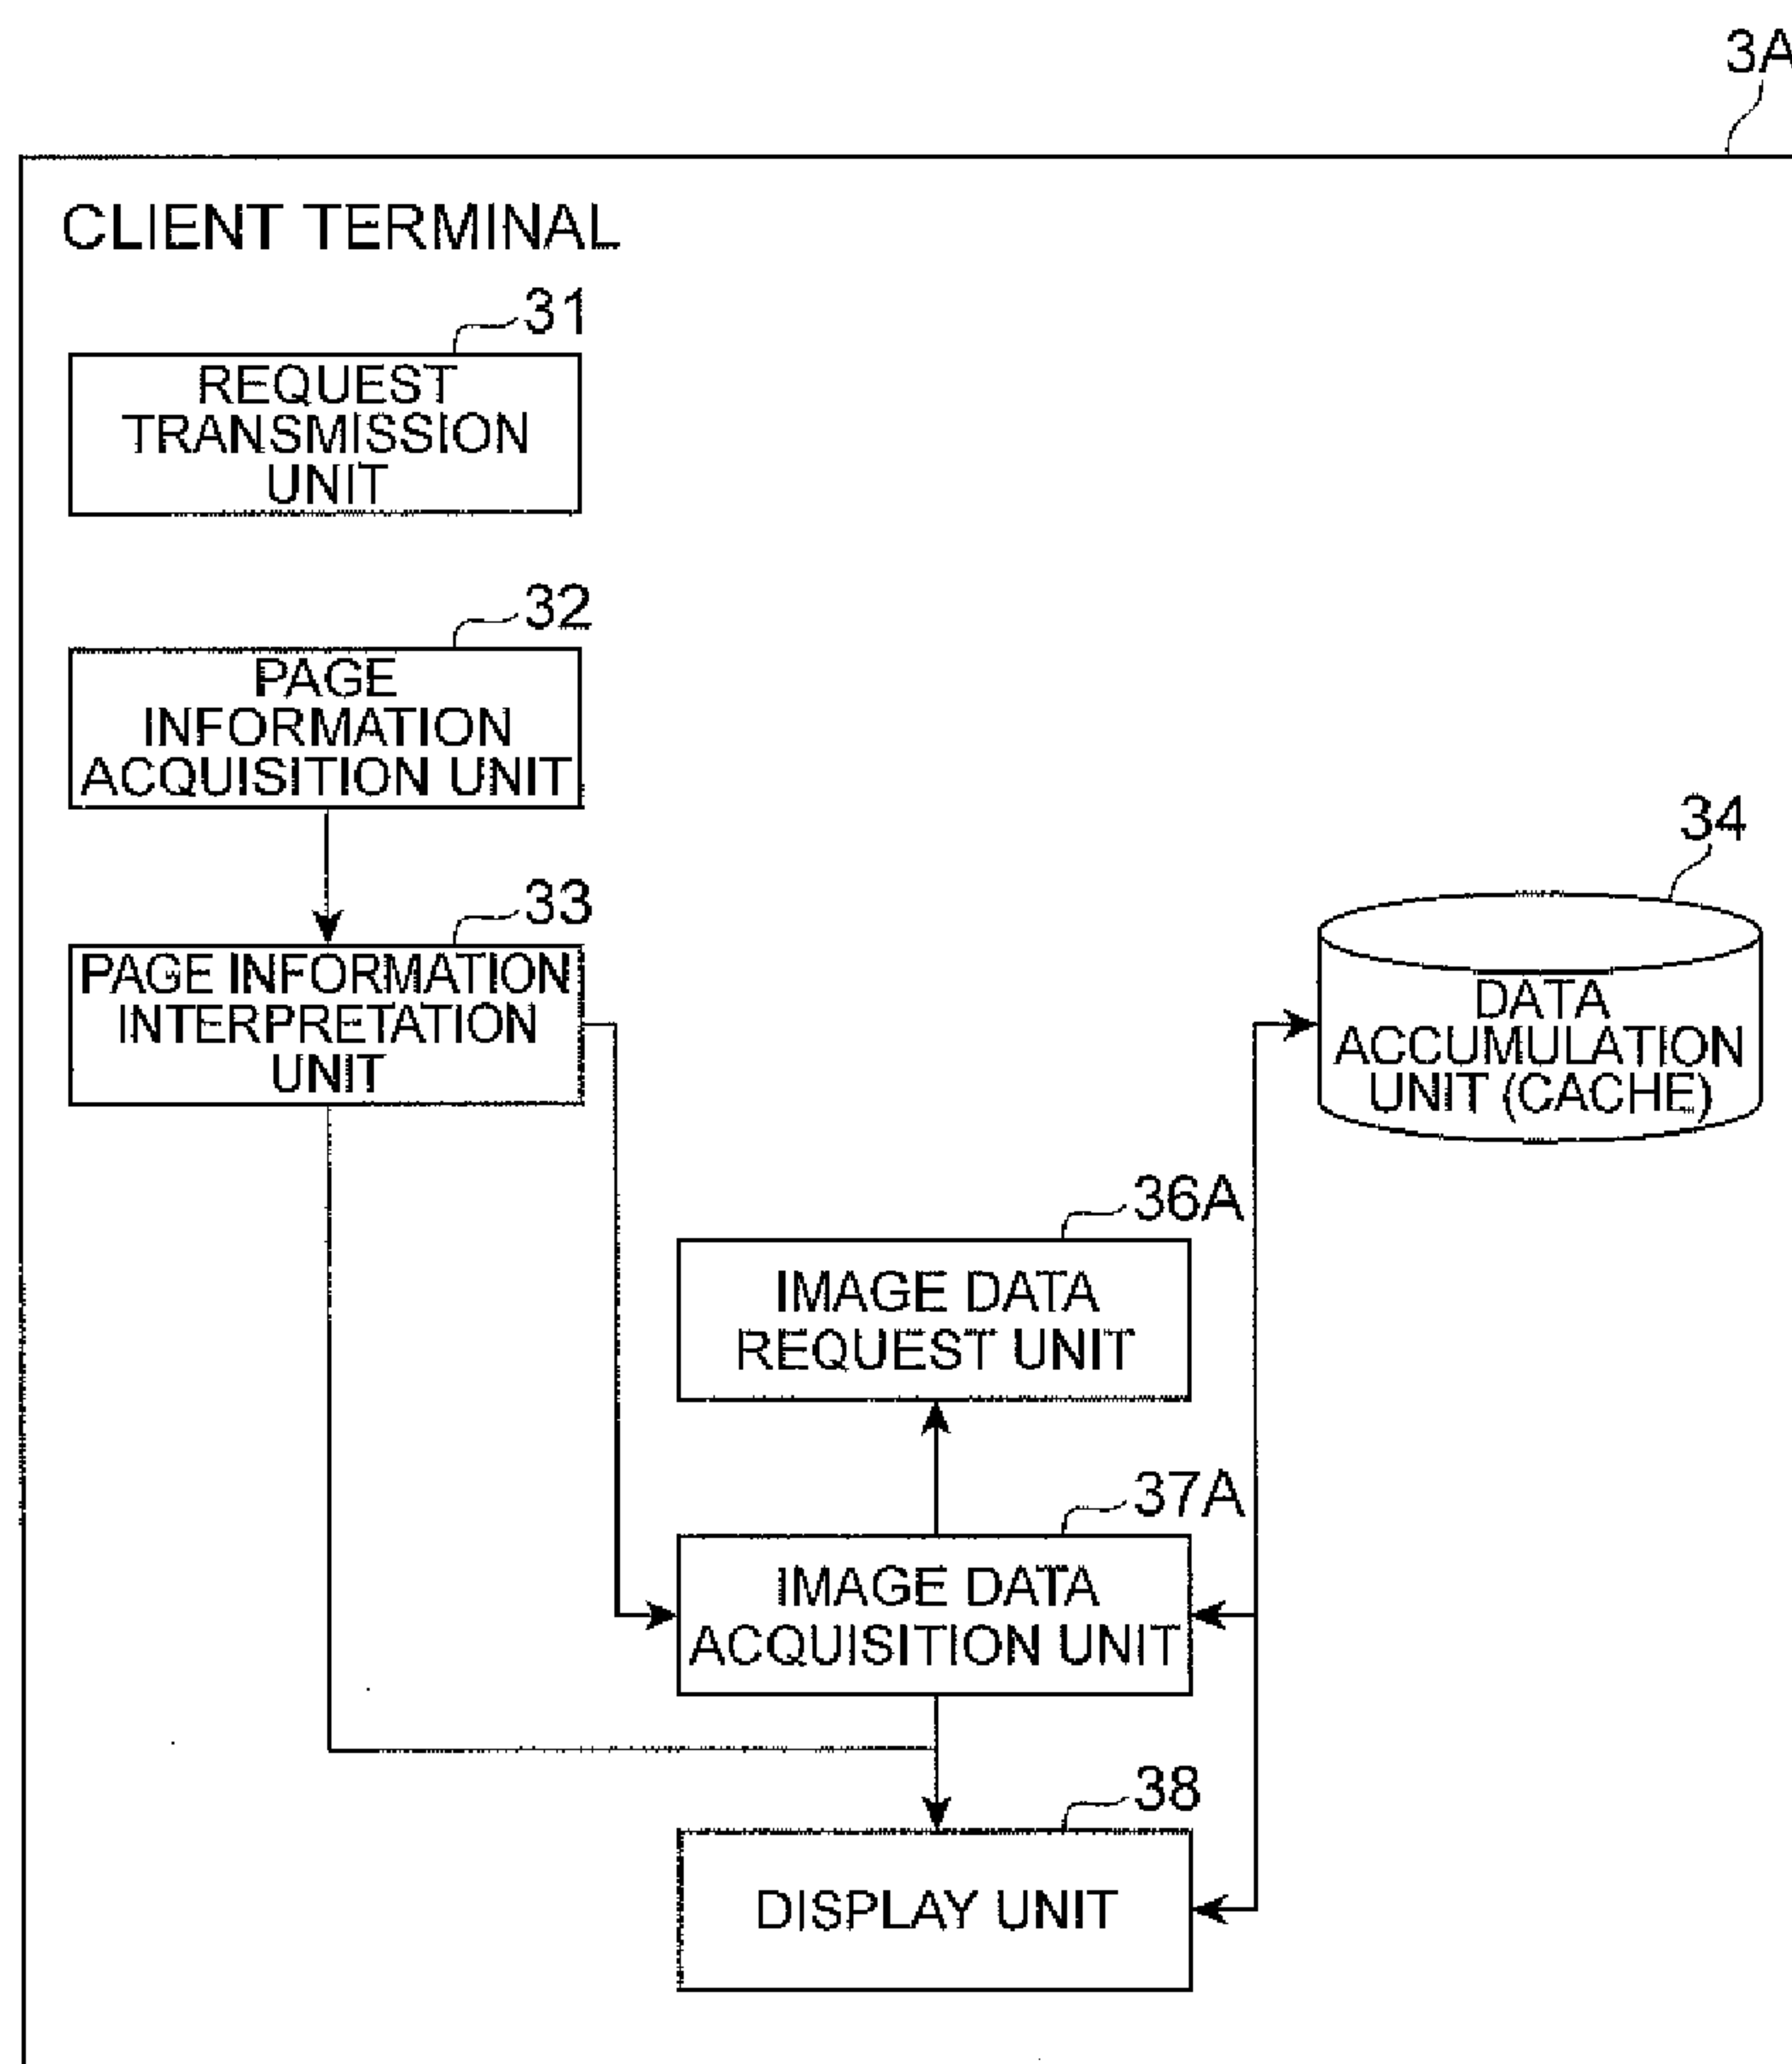 3A
CLIENT TERMINAL
31
REQUEST
TRANSMISSION
UNIT
32
PAGE
INFORMATION
ACQUISITION UNIT
33
PAGE INFORMATION
INTERPRETATION
UNIT
34
DATA
ACCUMULATION
UNIT (CACHE)
36A
IMAGE DATA
REQUEST UNIT
37A
IMAGE DATA
ACQUISITION UNIT
38
DISPLAY UNIT